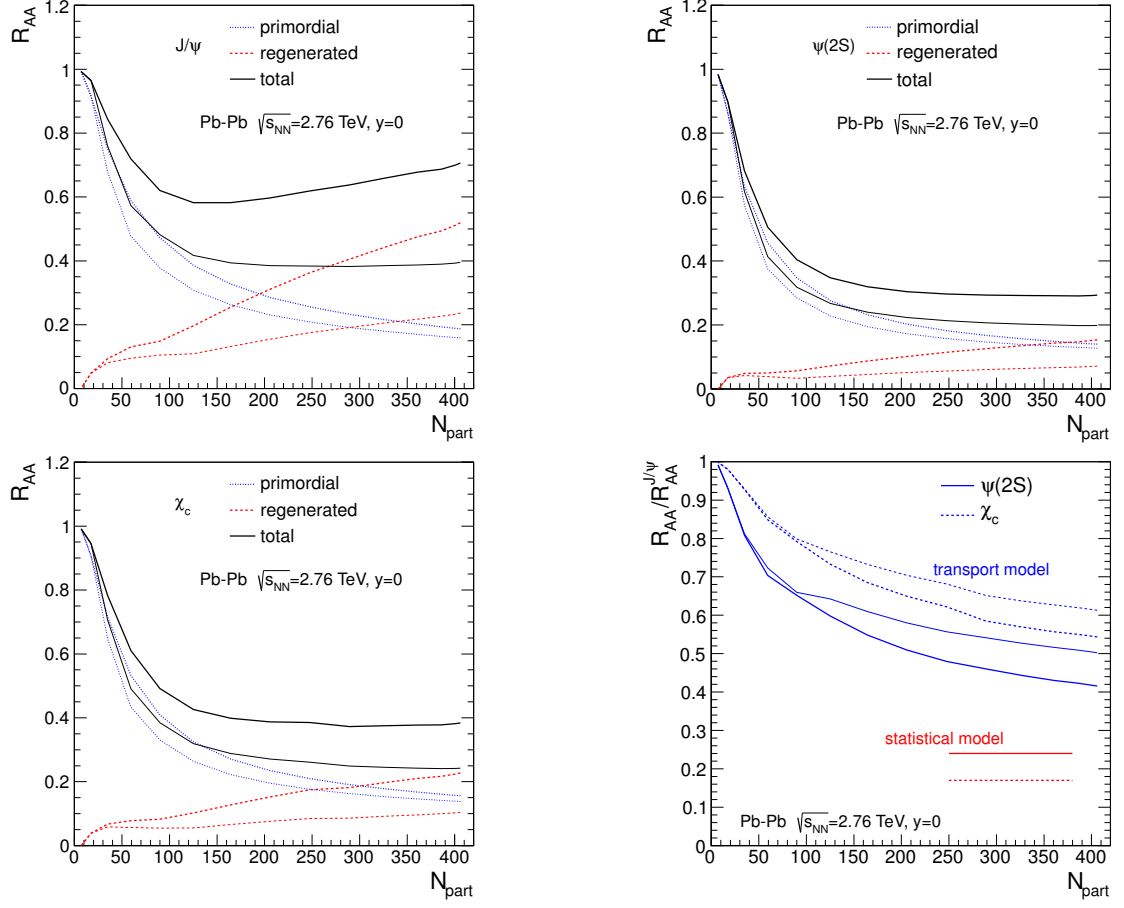 R_AA
1.2
1
0.8
0.6
0.4
0.2
0
J/ψ
primordial
regenerated
total
Pb-Pb √s_NN=2.76 TeV, y=0
0 50 100 150 200 250 300 350 400
N_part
R_AA
1.2
1
0.8
0.6
0.4
0.2
0
ψ(2S)
primordial
regenerated
total
Pb-Pb √s_NN=2.76 TeV, y=0
0 50 100 150 200 250 300 350 400
N_part
R_AA
1.2
1
0.8
0.6
0.4
0.2
0
χ_c
primordial
regenerated
total
Pb-Pb √s_NN=2.76 TeV, y=0
0 50 100 150 200 250 300 350 400
N_part
R_AA/R_AA^J/ψ
1
0.9
0.8
0.7
0.6
0.5
0.4
0.3
0.2
0.1
0
ψ(2S)
χ_c
transport model
statistical model
Pb-Pb √s_NN=2.76 TeV, y=0
0 50 100 150 200 250 300 350 400
N_part